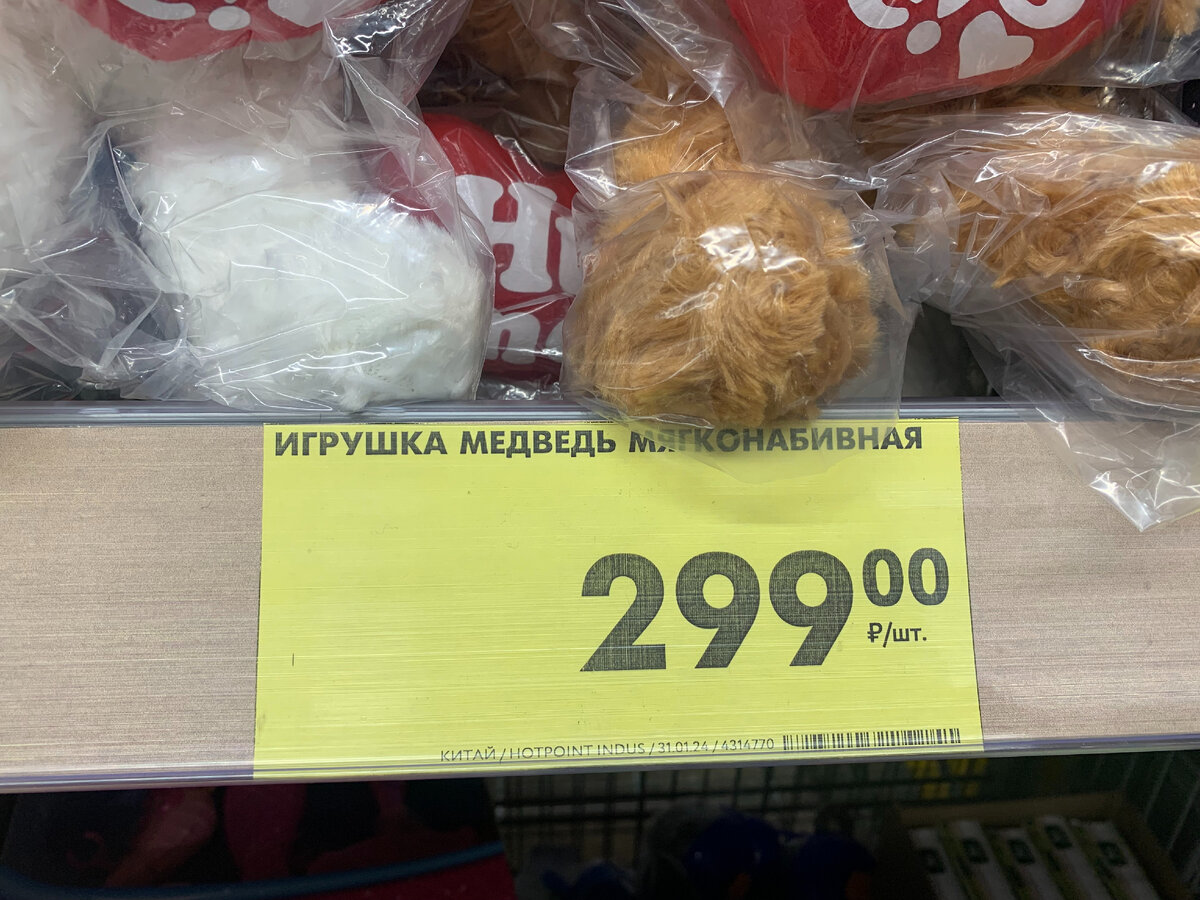 ИГРУШКА МЕДВЕДЬ МЯГКОНАБИВНАЯ
299 00
₽/шт.
КИТАЙ / HOTPOINT INDUS / 31.01.24 / 4314770